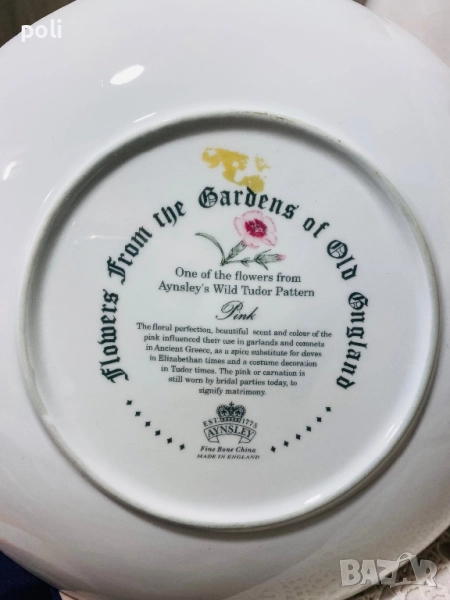 poli
Flowers From the Gardens of Old England
One of the flowers from
Aynsley's Wild Tudor Pattern
Pink
The floral perfection, beautiful scent and colour of the
pink influenced their use in garlands and coronets
in Ancient Greece, as a spice substitute for cloves
in Elizabethan times and a costume decoration
in Tudor times. The pink or carnation is
still worn by bridal parties today, to
signify matrimony.
EST. 1775
AYNSLEY
Fine Bone China
MADE IN ENGLAND
BAZAR